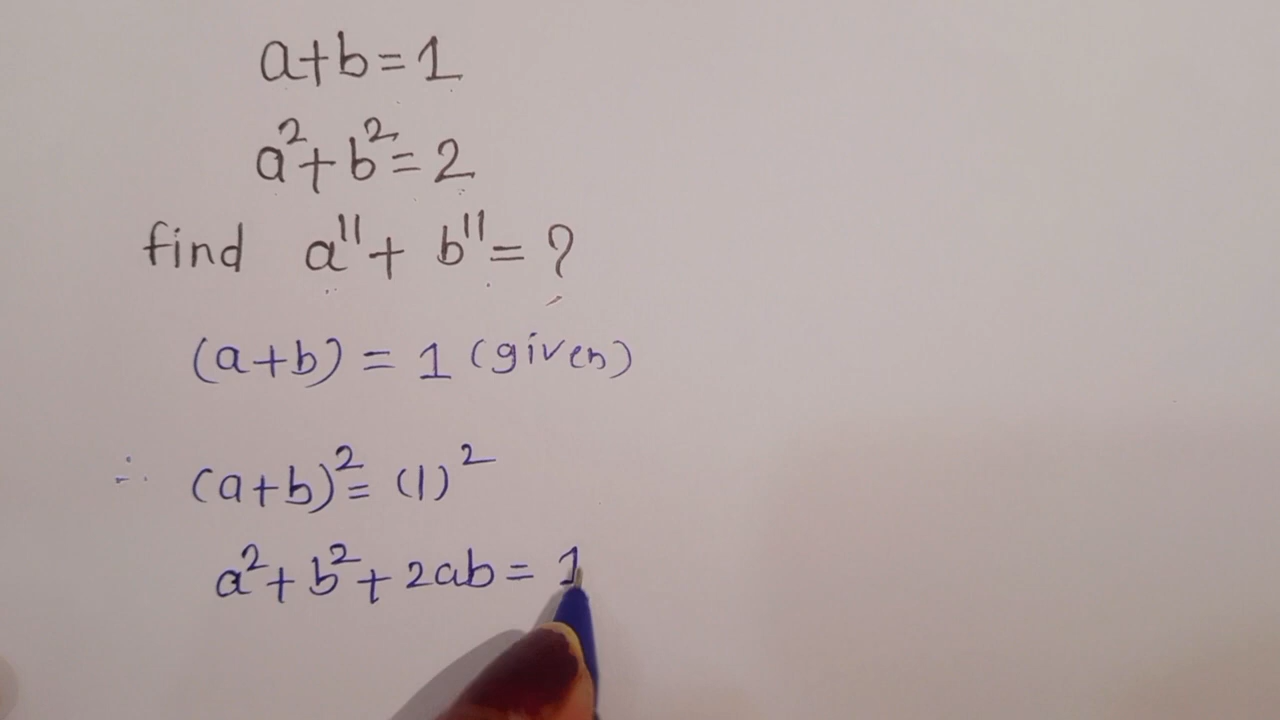 a+b=1
a²+b²=2
find a¹¹+ b¹¹= ?
(a+b) = 1 (given)
∴ (a+b)²= (1)²
a²+b²+2ab= 1